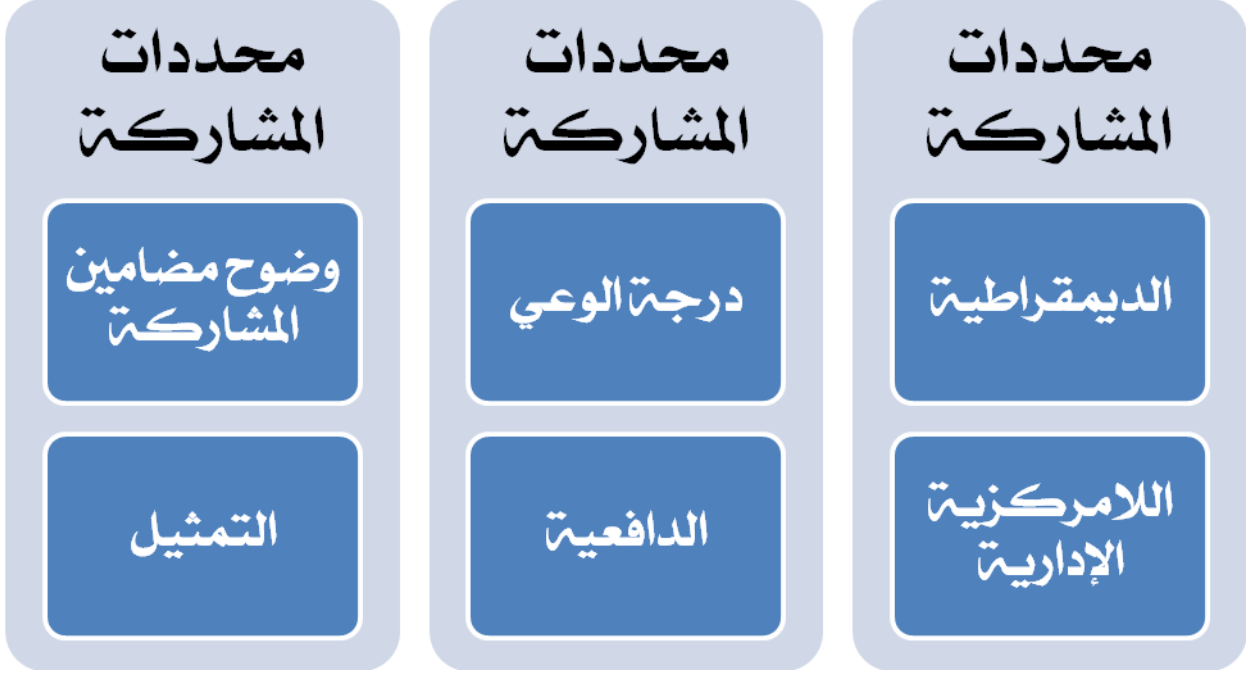 محددات
المشاركة
الديمقراطية
اللامركزية
الإدارية
محددات
المشاركة
درجة الوعي
الدافعية
محددات
المشاركة
وضوح مضامين
المشاركة
التمثيل